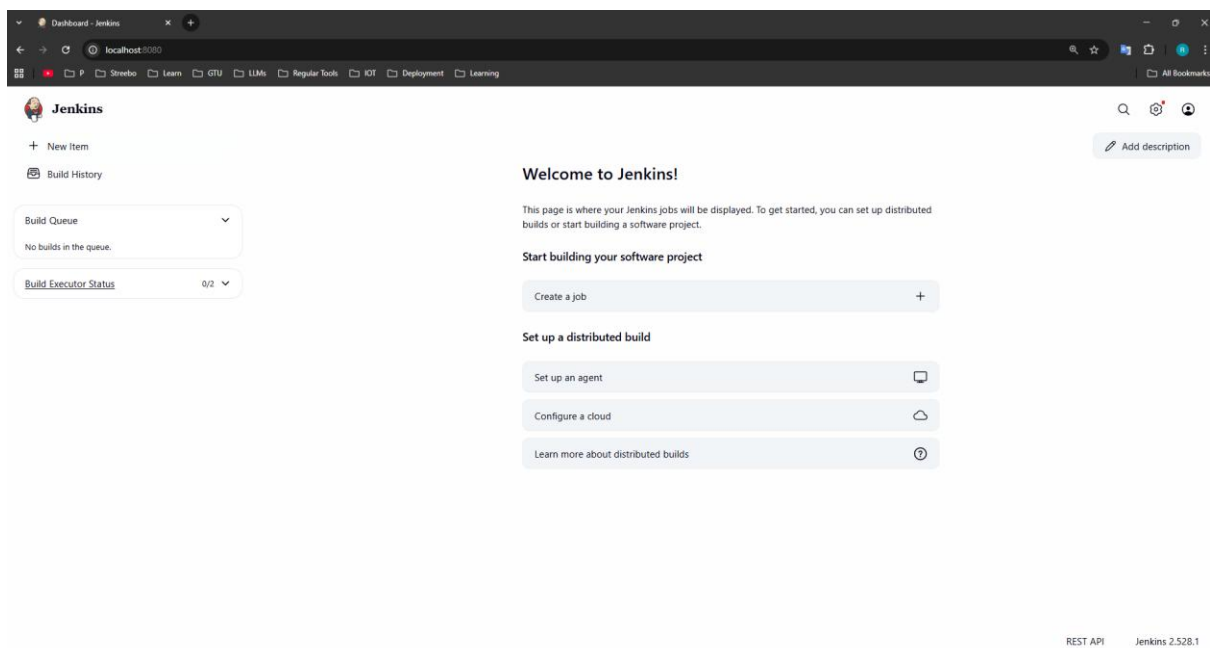 Dashboard - Jenkins
localhost:8080
P Streebo Learn GTU LLMs Regular Tools IOT Deployment Learning All Bookmarks
Jenkins
New Item
Add description
Build History
Welcome to Jenkins!
This page is where your Jenkins jobs will be displayed. To get started, you can set up distributed
builds or start building a software project.
Build Queue
No builds in the queue.
Start building your software project
Build Executor Status 0/2
Create a job
Set up a distributed build
Set up an agent
Configure a cloud
Learn more about distributed builds
REST API Jenkins 2.528.1